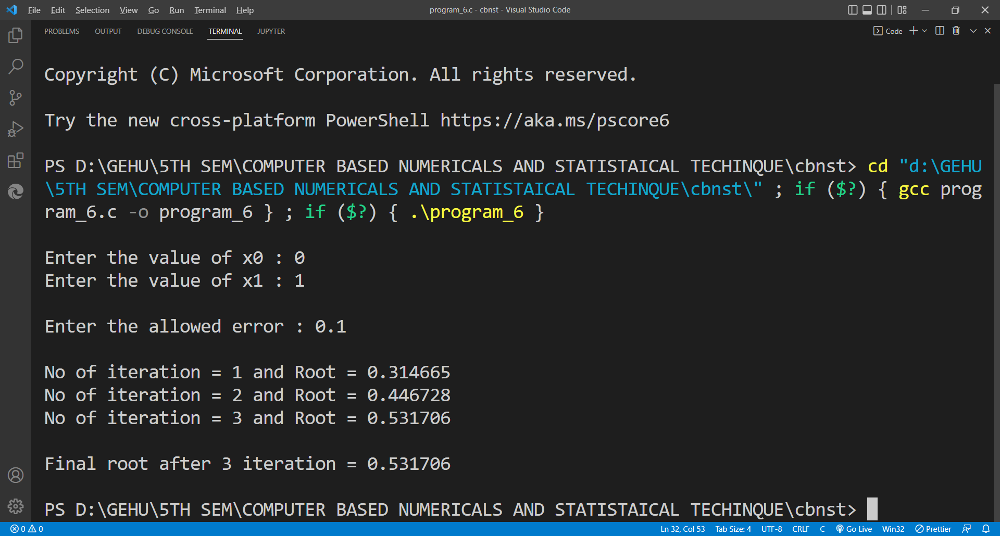 File Edit Selection View Go Run Terminal Help program_6.c - cbnst - Visual Studio Code
PROBLEMS OUTPUT DEBUG CONSOLE TERMINAL JUPYTER Code
Copyright (C) Microsoft Corporation. All rights reserved.
Try the new cross-platform PowerShell https://aka.ms/pscore6
PS D:\GEHU\5TH SEM\COMPUTER BASED NUMERICALS AND STATISTAICAL TECHINQUE\cbnst> cd "d:\GEHU
\5TH SEM\COMPUTER BASED NUMERICALS AND STATISTAICAL TECHINQUE\cbnst\" ; if ($?) { gcc prog
ram_6.c -o program_6 } ; if ($?) { .\program_6 }
Enter the value of x0 : 0
Enter the value of x1 : 1
Enter the allowed error : 0.1
No of iteration = 1 and Root = 0.314665
No of iteration = 2 and Root = 0.446728
No of iteration = 3 and Root = 0.531706
Final root after 3 iteration = 0.531706
PS D:\GEHU\5TH SEM\COMPUTER BASED NUMERICALS AND STATISTAICAL TECHINQUE\cbnst>
0 0 Ln 32, Col 53 Tab Size: 4 UTF-8 CRLF C Go Live Win32 Prettier